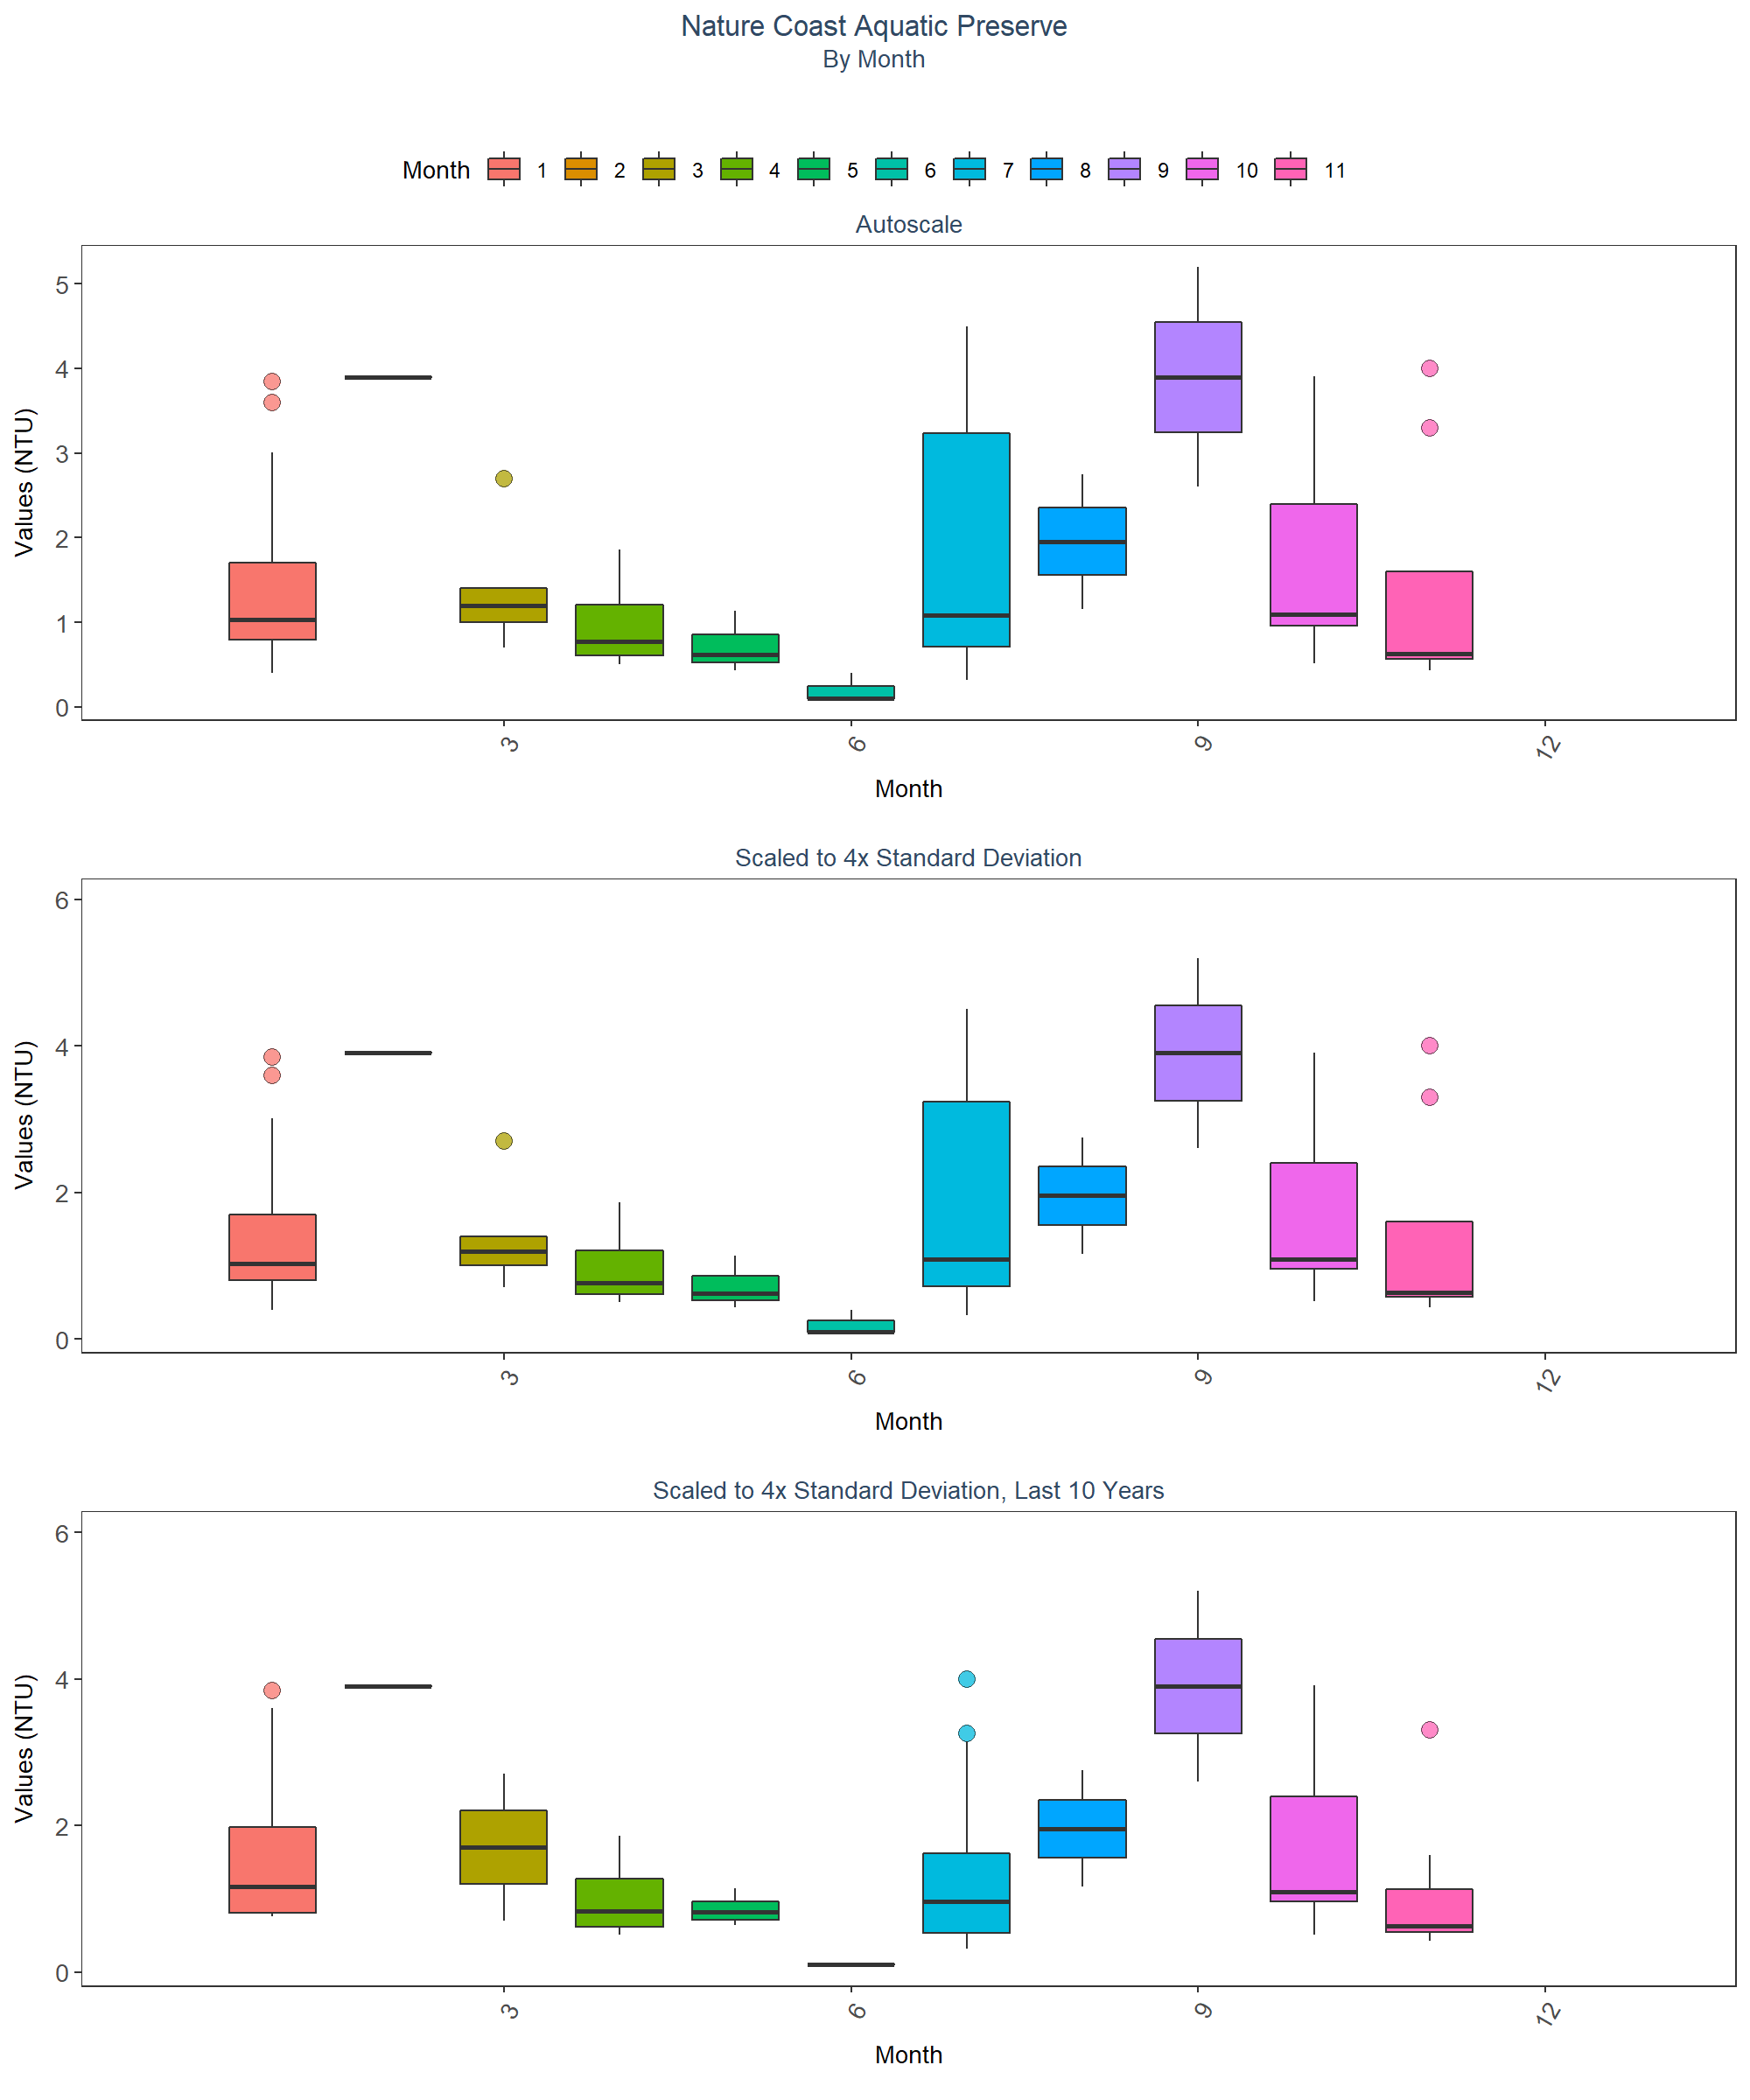 Nature Coast Aquatic Preserve
By Month
Month 1 2 3 4 5 6 7 8 9 10 11
Autoscale
Values (NTU)
5
4
3
2
1
0
3 6 9 12
Month
Scaled to 4x Standard Deviation
Values (NTU)
6
4
2
0
3 6 9 12
Month
Scaled to 4x Standard Deviation, Last 10 Years
Values (NTU)
6
4
2
0
3 6 9 12
Month